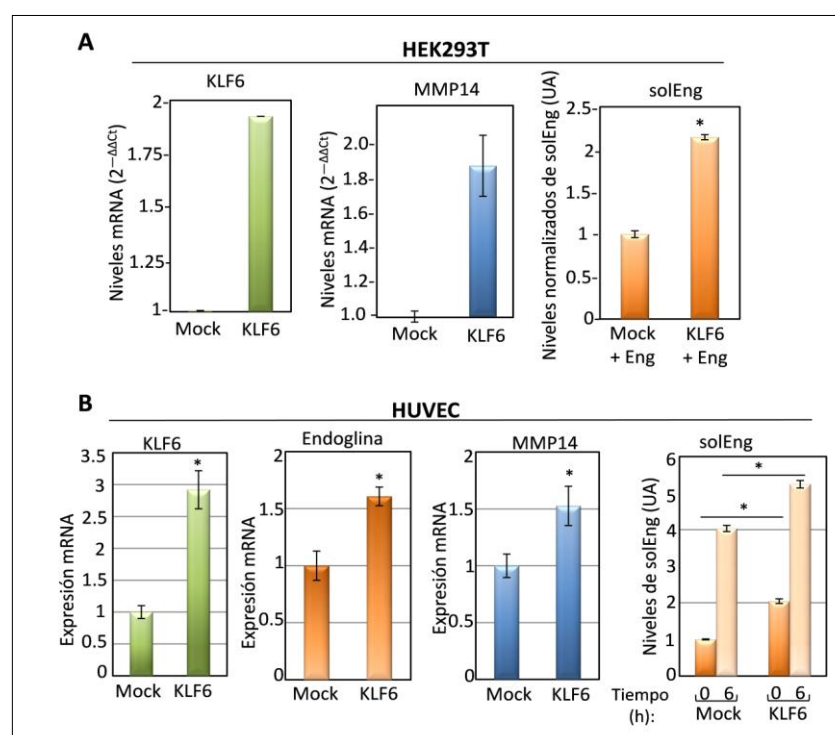 A
HEK293T
KLF6
Niveles mRNA (2−ΔΔCt)
2-
1.75-
1.5-
1.25-
1-
Mock KLF6
MMP14
Niveles mRNA (2−ΔΔCt)
2.0-
1.8-
1.6-
1.4-
1.2-
1.0-
Mock KLF6
solEng
Niveles normalizados de solEng (UA)
2.5-
2-
1.5-
1-
0.5-
0-
*
Mock KLF6
+ Eng + Eng
B
HUVEC
KLF6
Expresión mRNA
3.5
3
2.5
2
1.5
1
0.5
0
*
Mock KLF6
Endoglina
Expresión mRNA
2
1.5
1
0.5
0
*
Mock KLF6
MMP14
Expresión mRNA
2
1.5
1
0.5
0
*
Mock KLF6
solEng
Niveles de solEng (UA)
6
5
4
3
2
1
0
*
*
Tiempo 0 6 0 6
(h): Mock KLF6